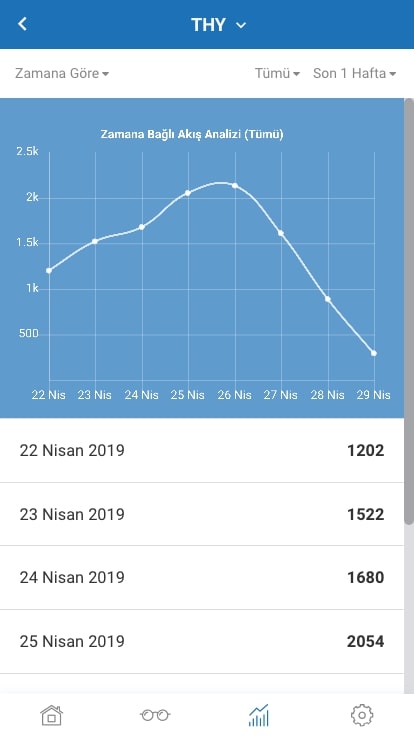 THY
Zamana Göre Tümü Son 1 Hafta
Zamana Bağlı Akış Analizi (Tümü)
2.5k
2k
1.5k
1k
500
22 Nis 23 Nis 24 Nis 25 Nis 26 Nis 27 Nis 28 Nis 29 Nis
22 Nisan 2019 1202
23 Nisan 2019 1522
24 Nisan 2019 1680
25 Nisan 2019 2054